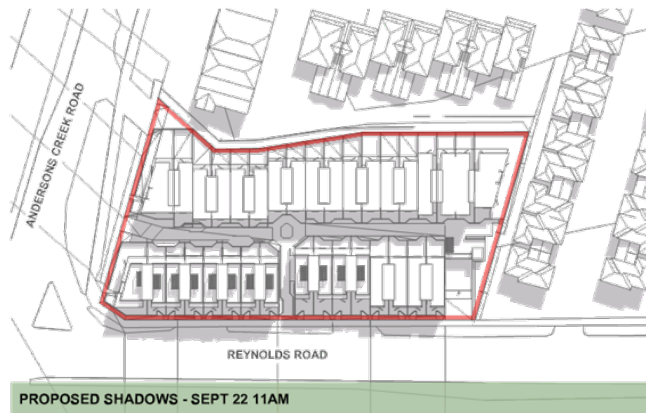 ANDERSONS CREEK ROAD
REYNOLDS ROAD
PROPOSED SHADOWS - SEPT 22 11AM